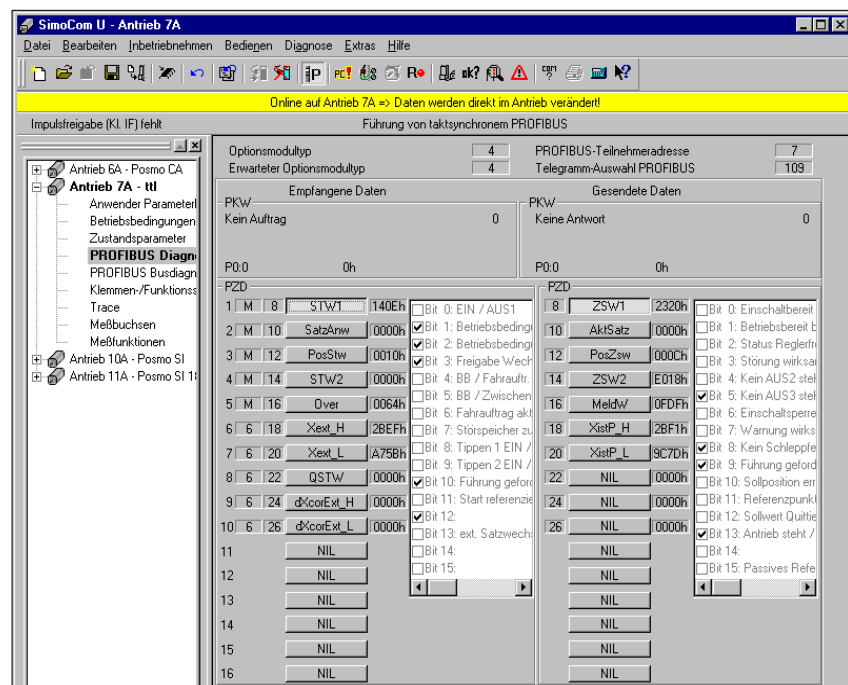 SimoCom U - Antrieb 7A
Datei Bearbeiten Inbetriebnehmen Bedienen Diagnose Extras Hilfe
Online auf Antrieb 7A => Daten werden direkt im Antrieb verändert!
Impulsfreigabe (Kl. IF) fehlt Führung von taktsynchronem PROFIBUS
Antrieb 6A - Posmo CA
Antrieb 7A - ttl
Anwender Parameterl
Betriebsbedingungen
Zustandsparameter
PROFIBUS Diagn
PROFIBUS Busdiagn
Klemmen-/Funktionss
Trace
Meßbuchsen
Meßfunktionen
Antrieb 10A - Posmo SI
Antrieb 11A - Posmo SI 18
Optionsmodultyp 4 PROFIBUS-Teilnehmeradresse 7
Erwarteter Optionsmodultyp 4 Telegramm-Auswahl PROFIBUS 109
Empfangene Daten Gesendete Daten
PKW PKW
Kein Auftrag 0 Keine Antwort 0
P0:0 0h P0:0 0h
PZD
1 M 8 STW1 140Eh
2 M 10 SatzAnw 0000h
3 M 12 PosStw 0010h
4 M 14 STW2 0000h
5 M 16 Over 0064h
6 6 18 Xext_H 2BEFh
7 6 20 Xext_L A75Bh
8 6 22 QSTW 0000h
9 6 24 dXcorExt_H 0000h
10 6 26 dXcorExt_L 0000h
11 NIL
12 NIL
13 NIL
14 NIL
15 NIL
16 NIL
Bit 0: EIN / AUS1
Bit 1: Betriebsbeding
Bit 2: Betriebsbeding
Bit 3: Freigabe Wech
Bit 4: BB / Fahrauftr.
Bit 5: BB / Zwischen
Bit 6: Fahrauftrag akt
Bit 7: Störspeicher zu
Bit 8: Tippen 1 EIN /
Bit 9: Tippen 2 EIN /
Bit 10: Führung geford
Bit 11: Start referenzie
Bit 12:
Bit 13: ext. Satzwechs
Bit 14:
Bit 15:
PZD
8 ZSW1 2320h
10 AktSatz 0000h
12 PosZsw 000Ch
14 ZSW2 E018h
16 MeldW 0FDFh
18 XistP_H 2BF1h
20 XistP_L 9C7Dh
22 NIL 0000h
24 NIL 0000h
26 NIL 0000h
NIL
NIL
NIL
NIL
NIL
NIL
Bit 0: Einschaltbereit
Bit 1: Betriebsbereit b
Bit 2: Status Reglerfr
Bit 3: Störung wirksa
Bit 4: Kein AUS2 steh
Bit 5: Kein AUS3 steh
Bit 6: Einschaltsperre
Bit 7: Warnung wirks
Bit 8: Kein Schleppfe
Bit 9: Führung geford
Bit 10: Sollposition err
Bit 11: Referenzpunkt
Bit 12: Sollwert Quittie
Bit 13: Antrieb steht /
Bit 14:
Bit 15: Passives Refe